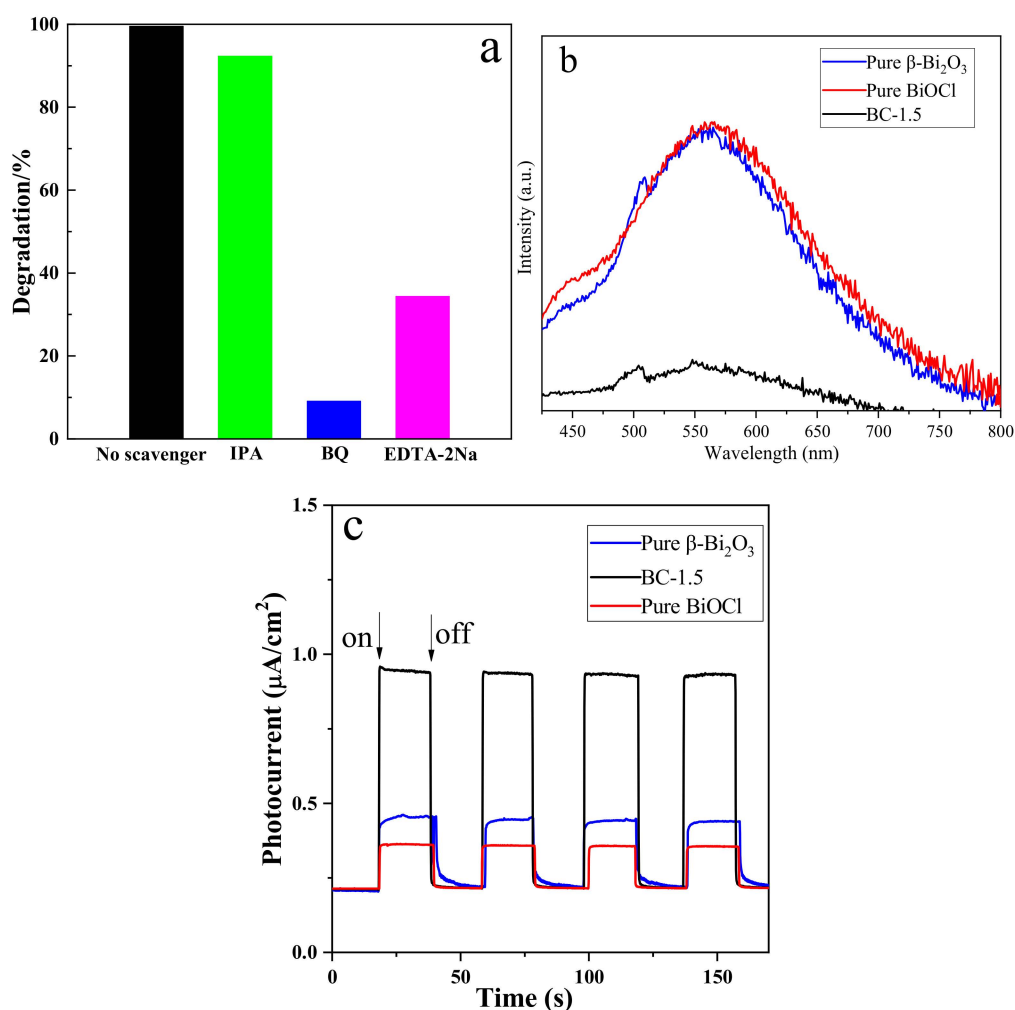 a
Degradation/%
100
80
60
40
20
0
No scavenger IPA BQ EDTA-2Na
b
Pure β-Bi₂O₃
Pure BiOCl
BC-1.5
Intensity (a.u.)
450 500 550 600 650 700 750 800
Wavelength (nm)
c
Pure β-Bi₂O₃
BC-1.5
Pure BiOCl
on off
Photocurrent (μA/cm²)
1.5
1.0
0.5
0.0
0 50 100 150
Time (s)